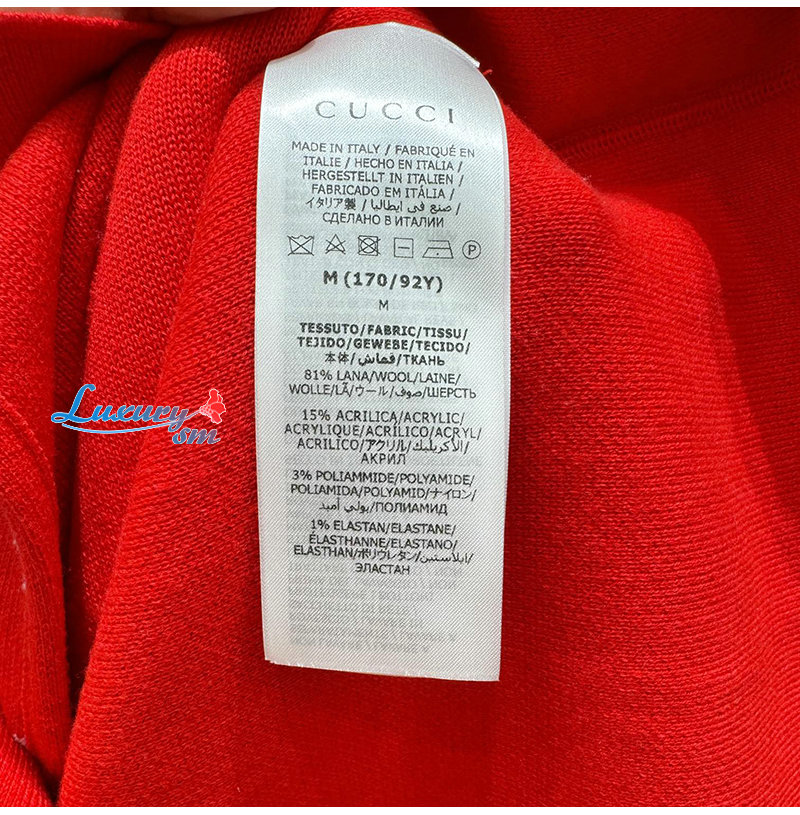 GUCCI
MADE IN ITALY / FABRIQUÉ EN
ITALIE / HECHO EN ITALIA /
HERGESTELLT IN ITALIEN /
FABRICADO EM ITÁLIA /
イタリア製 / صنع في ايطاليا /
СДЕЛАНО В ИТАЛИИ
P
M (170/92Y)
M
TESSUTO/FABRIC/TISSU/
TEJIDO/GEWEBE/TECIDO/
本体/قماش/ТКАНЬ
81% LANA/WOOL/LAINE/
WOLLE/LÃ/ウール/صوف/ШЕРСТЬ
15% ACRILICA/ACRYLIC/
ACRYLIQUE/ACRÍLICO/ACRYL/
ACRÍLICO/アクリル/الأكريليك/
АКРИЛ
3% POLIAMMIDE/POLYAMIDE/
POLIAMIDA/POLYAMID/ナイロン/
بولي أميد/ПОЛИАМИД
1% ELASTAN/ELASTANE/
ÉLASTHANNE/ELASTANO/
ELASTHAN/ポリウレタン/ايلاستين/
ЭЛАСТАН
Luxury
sm